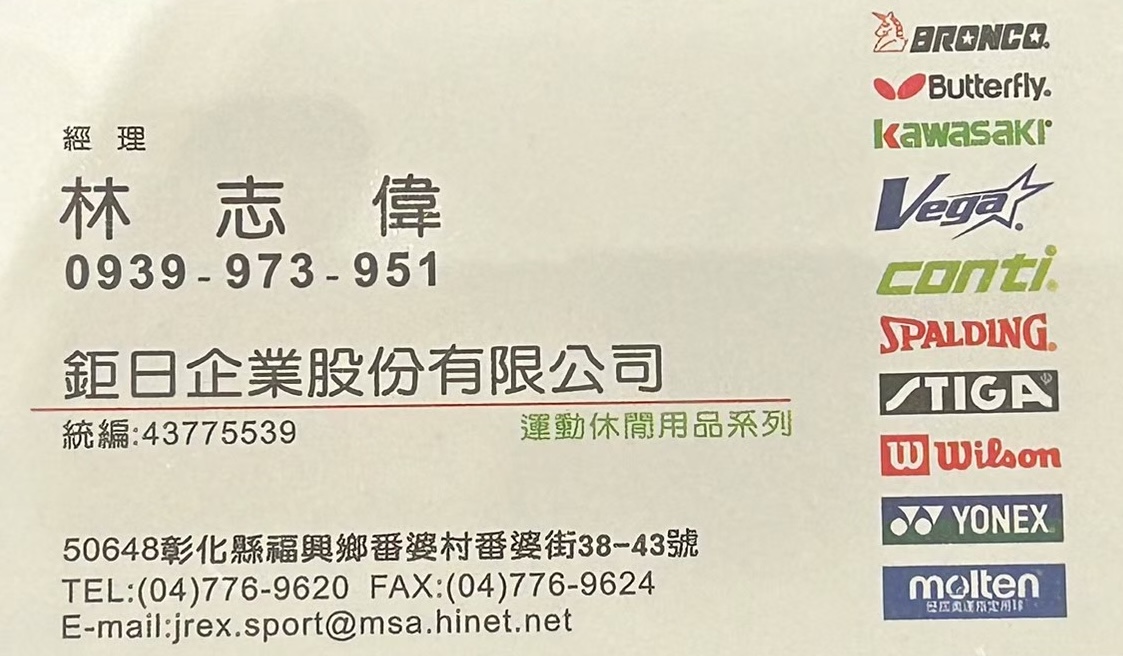 經 理
林 志 偉
0939-973-951
鉅日企業股份有限公司
統編:43775539
運動休閒用品系列
50648彰化縣福興鄉番婆村番婆街38-43號
TEL:(04)776-9620 FAX:(04)776-9624
E-mail:jrex.sport@msa.hinet.net
BRONCO
Butterfly
kawasaki
Vega
conti
SPALDING
STIGA
W Wilson
YONEX
molten